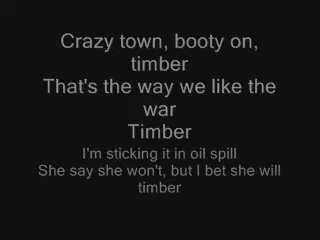 Crazy town, booty on,
timber
That's the way we like the
war
Timber
I'm sticking it in oil spill
She say she won't, but I bet she will
timber